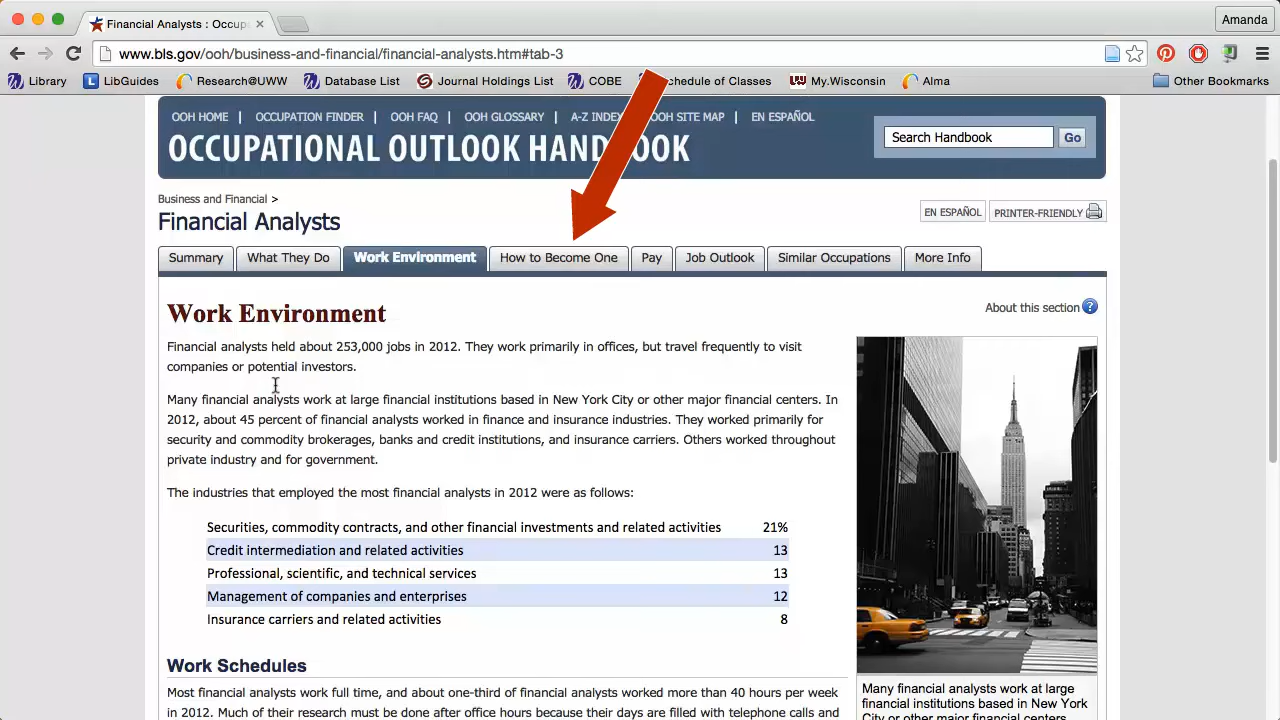 Financial Analysts : Occup
Amanda
www.bls.gov/ooh/business-and-financial/financial-analysts.htm#tab-3
Library LibGuides Research@UWW Database List Journal Holdings List COBE chedule of Classes My.Wisconsin Alma Other Bookmarks
OOH HOME | OCCUPATION FINDER | OOH FAQ | OOH GLOSSARY | A-Z INDEX OOH SITE MAP | EN ESPAÑOL
OCCUPATIONAL OUTLOOK HANDBOOK
Search Handbook Go
Business and Financial >
Financial Analysts
EN ESPAÑOL PRINTER-FRIENDLY
Summary What They Do Work Environment How to Become One Pay Job Outlook Similar Occupations More Info
Work Environment
About this section ?
Financial analysts held about 253,000 jobs in 2012. They work primarily in offices, but travel frequently to visit
companies or potential investors.
Many financial analysts work at large financial institutions based in New York City or other major financial centers. In
2012, about 45 percent of financial analysts worked in finance and insurance industries. They worked primarily for
security and commodity brokerages, banks and credit institutions, and insurance carriers. Others worked throughout
private industry and for government.
The industries that employed the most financial analysts in 2012 were as follows:
Securities, commodity contracts, and other financial investments and related activities 21%
Credit intermediation and related activities 13
Professional, scientific, and technical services 13
Management of companies and enterprises 12
Insurance carriers and related activities 8
Work Schedules
Most financial analysts work full time, and about one-third of financial analysts worked more than 40 hours per week
in 2012. Much of their research must be done after office hours because their days are filled with telephone calls and
Many financial analysts work at large
financial institutions based in New York
City or other major financial centers.